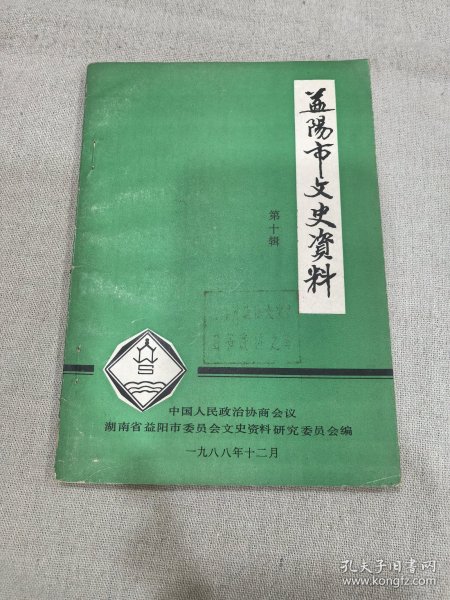 益陽市文史資料
第十辑
中国人民政治协商会议
湖南省益阳市委员会文史资料研究委员会编
一九八八年十二月
孔夫子旧书网
www.kongfz.com